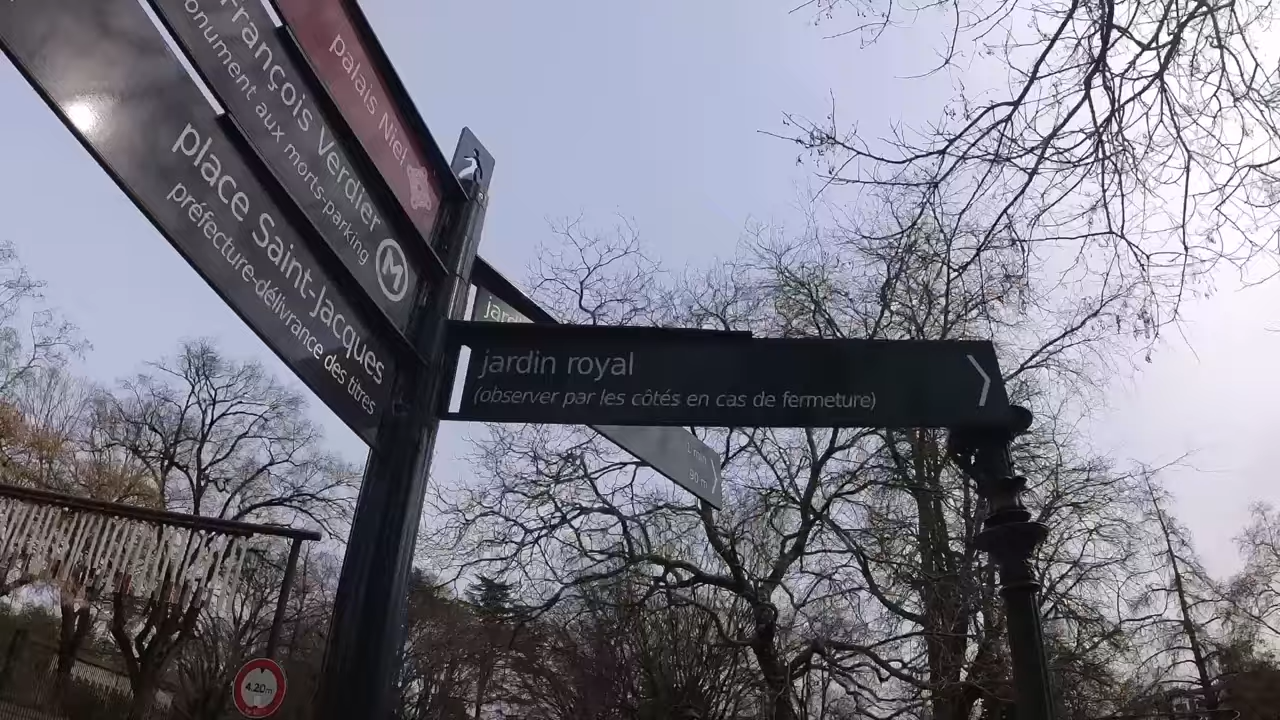 palais Niel
François Verdier
monument aux morts-parking
M
place Saint-Jacques
préfecture-délivrance des titres
jardin royal
(observer par les côtés en cas de fermeture)
90 m
4.20m